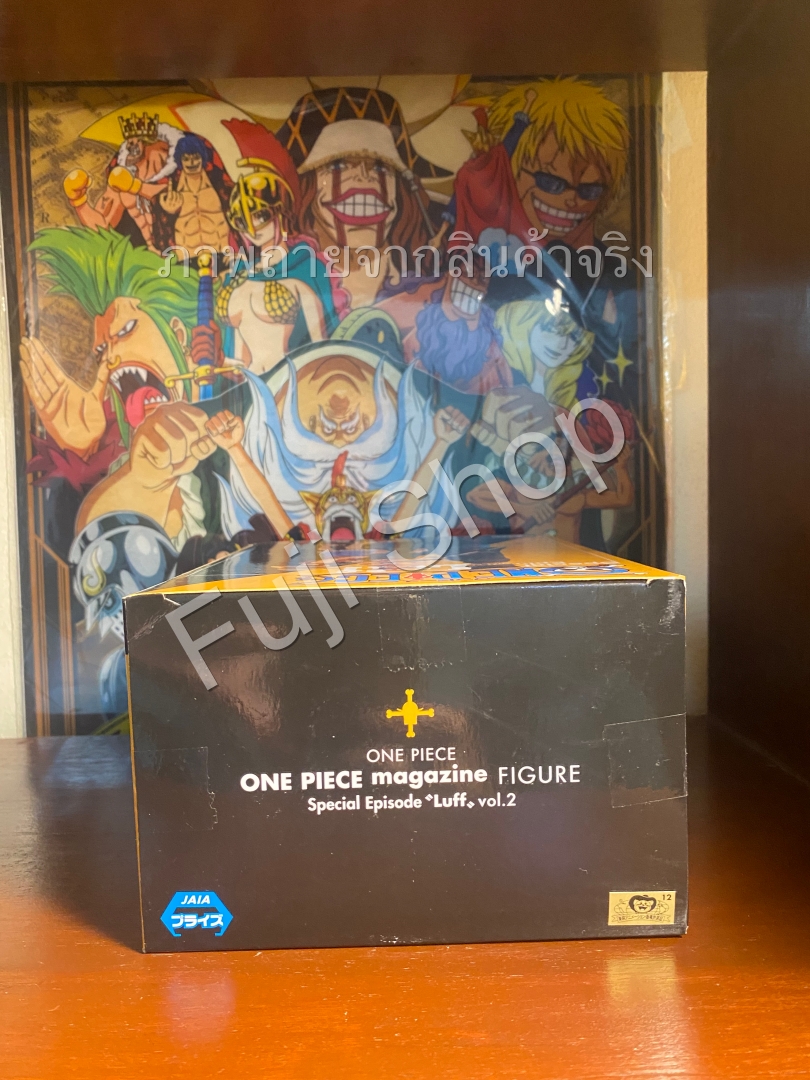 ภาพถ่ายจากสินค้าจริง
Fuji Shop
ONE PIECE
ONE PIECE magazine FIGURE
Special Episode "Luff" vol.2
JAIA
プライズ
12